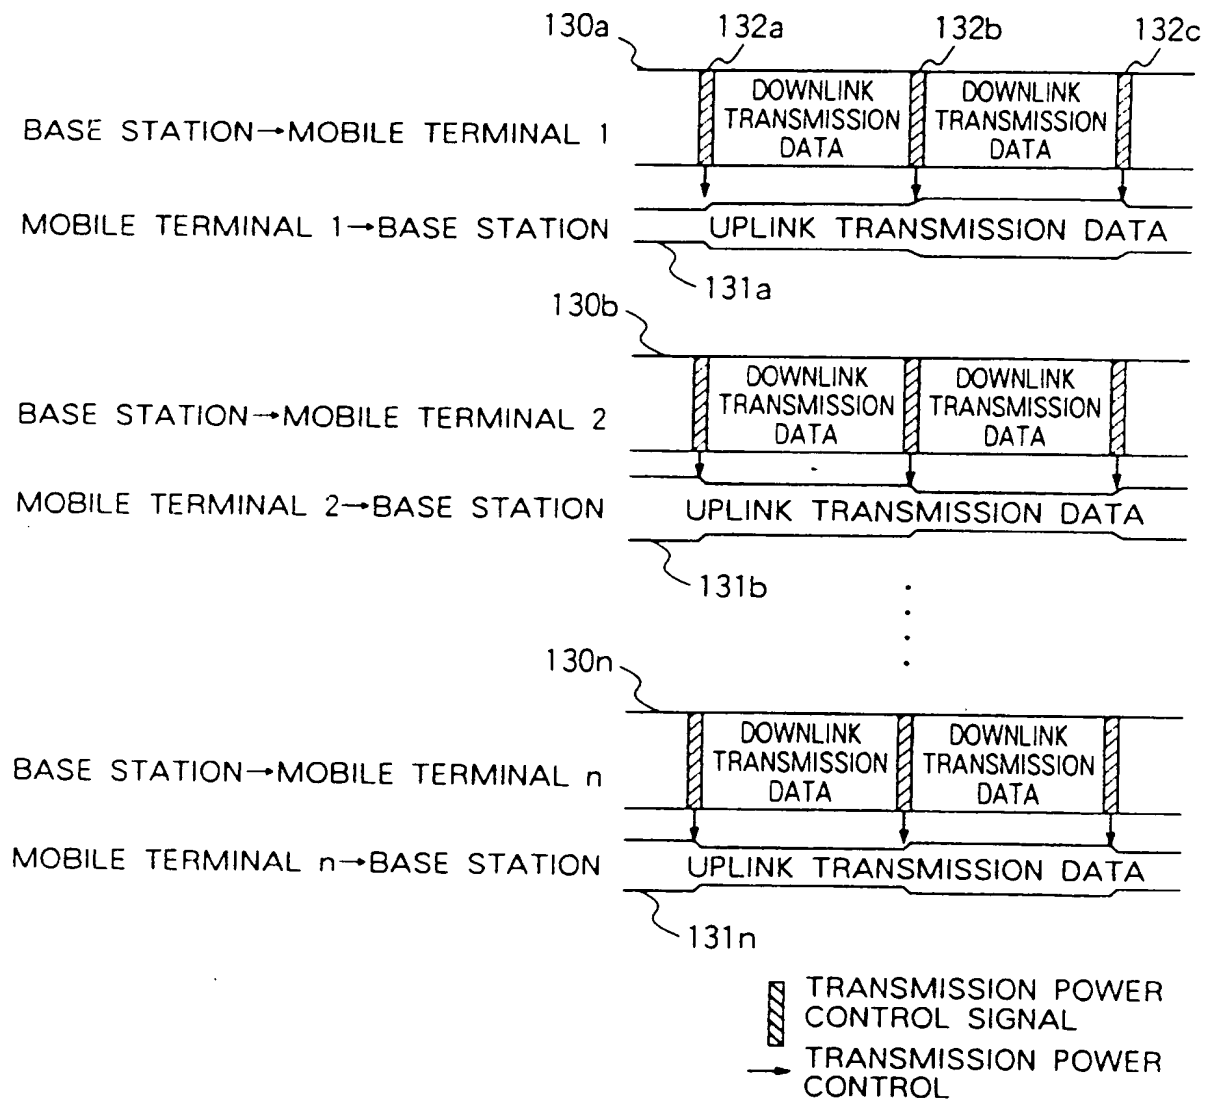 130a 132a 132b 132c
DOWNLINK DOWNLINK
TRANSMISSION TRANSMISSION
DATA DATA
BASE STATION→MOBILE TERMINAL 1
MOBILE TERMINAL 1→BASE STATION UPLINK TRANSMISSION DATA
131a
130b
DOWNLINK DOWNLINK
TRANSMISSION TRANSMISSION
DATA DATA
BASE STATION→MOBILE TERMINAL 2
MOBILE TERMINAL 2→BASE STATION UPLINK TRANSMISSION DATA
131b
130n
DOWNLINK DOWNLINK
TRANSMISSION TRANSMISSION
DATA DATA
BASE STATION→MOBILE TERMINAL n
MOBILE TERMINAL n→BASE STATION UPLINK TRANSMISSION DATA
131n
TRANSMISSION POWER
CONTROL SIGNAL
TRANSMISSION POWER
CONTROL